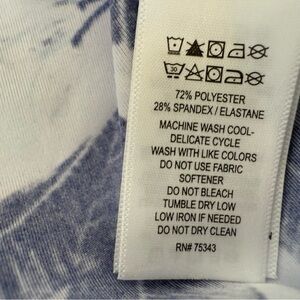 30
72% POLYESTER
28% SPANDEX / ELASTANE
MACHINE WASH COOL-
DELICATE CYCLE
WASH WITH LIKE COLORS
DO NOT USE FABRIC
SOFTENER
DO NOT BLEACH
TUMBLE DRY LOW
LOW IRON IF NEEDED
DO NOT DRY CLEAN
RN# 75343